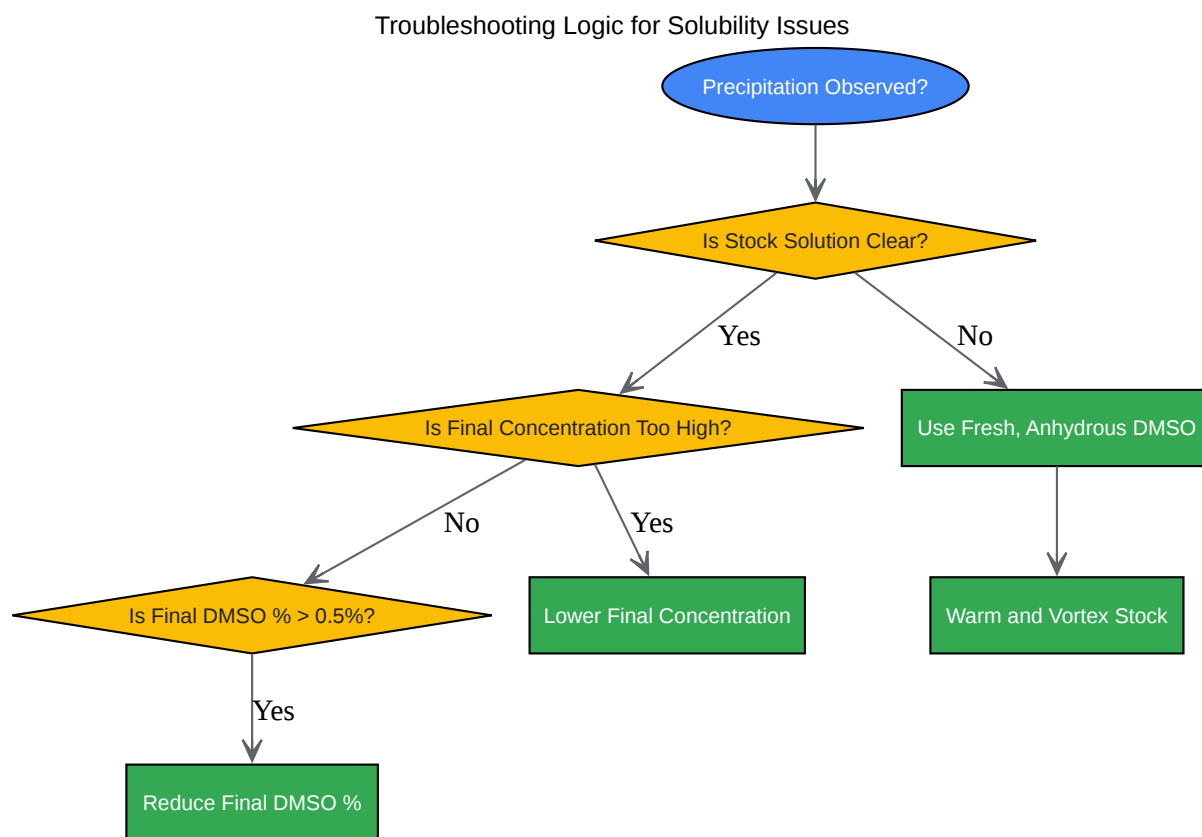 Troubleshooting Logic for Solubility Issues
Precipitation Observed?
Is Stock Solution Clear?
Yes
No
Is Final Concentration Too High?
Use Fresh, Anhydrous DMSO
No
Yes
Is Final DMSO % > 0.5%?
Lower Final Concentration
Warm and Vortex Stock
Yes
Reduce Final DMSO %